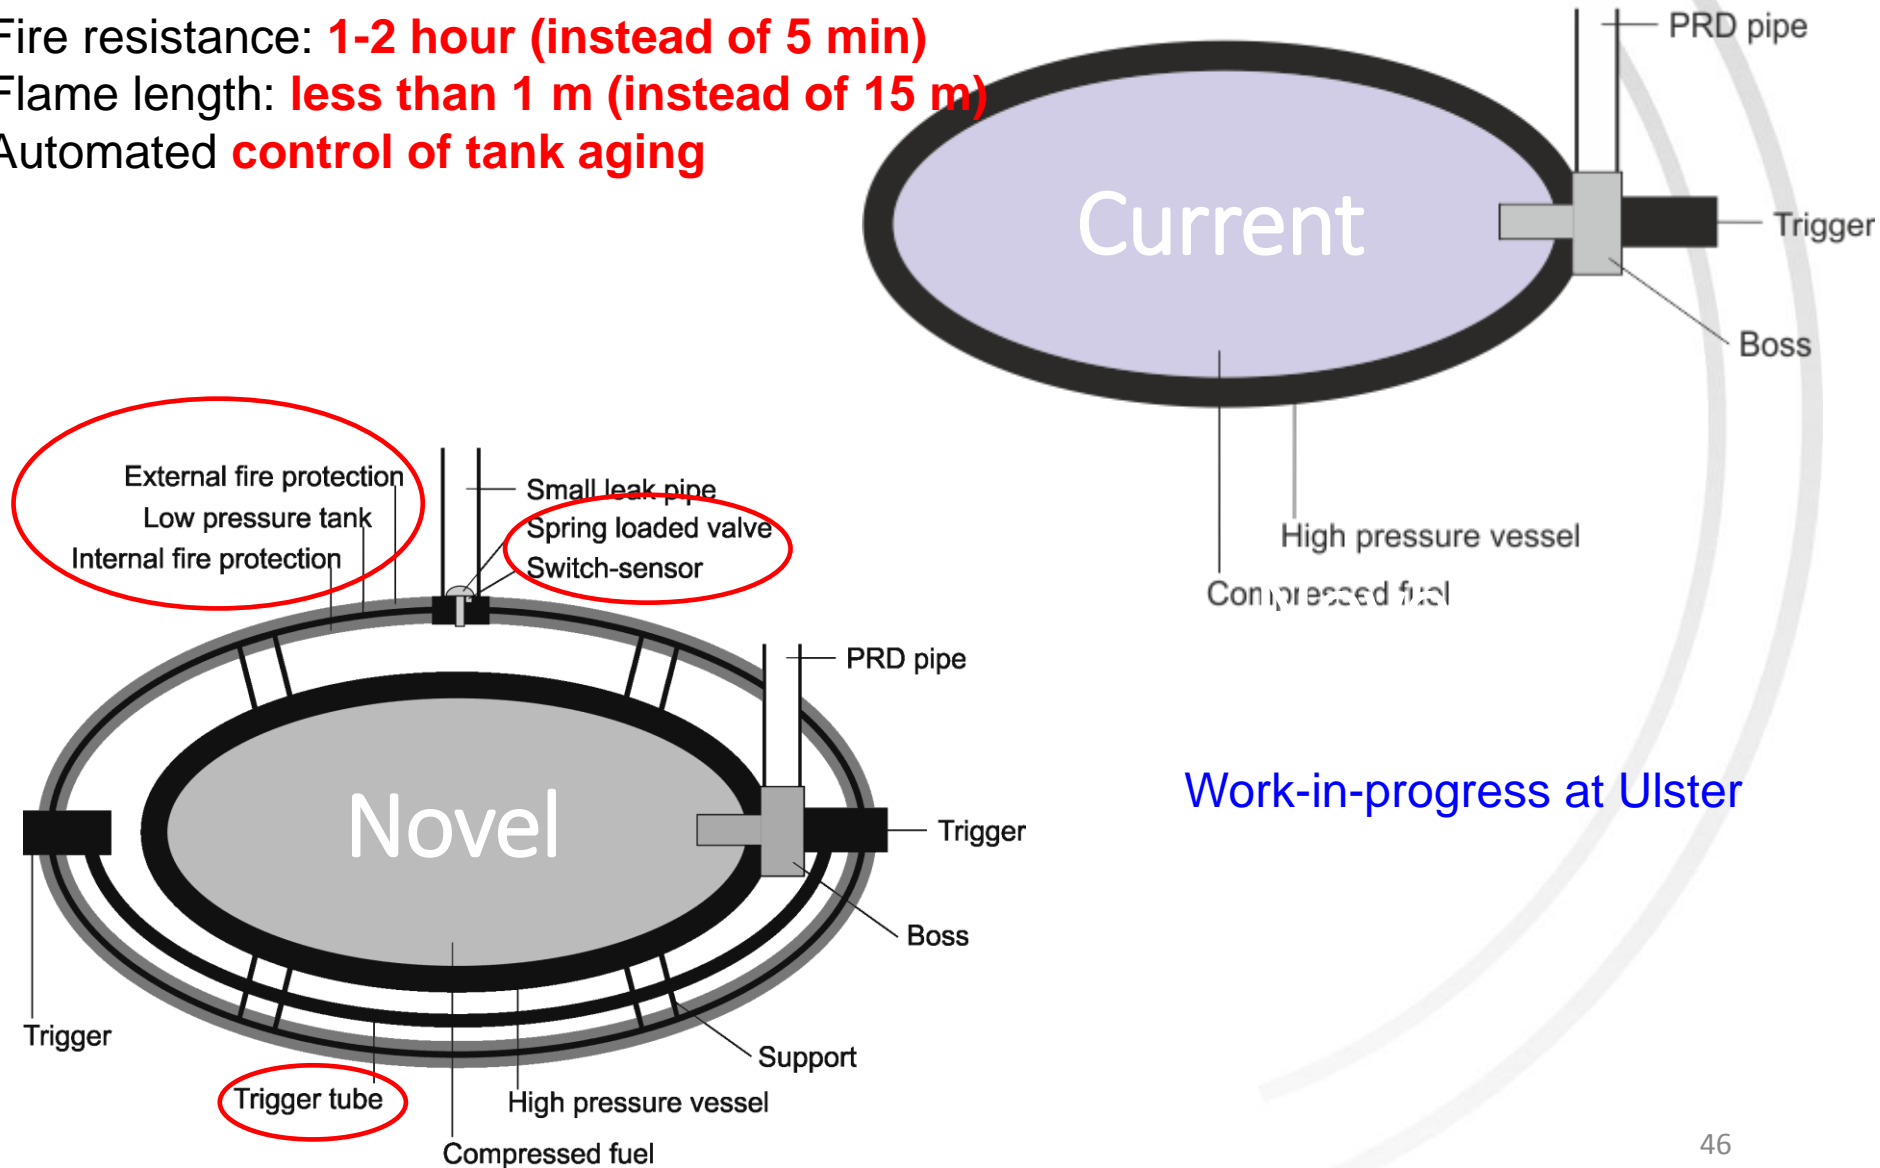 Fire resistance: 1-2 hour (instead of 5 min)
Flame length: less than 1 m (instead of 15 m)
Automated control of tank aging
PRD pipe
Current
Trigger
Boss
High pressure vessel
Compressed fuel
External fire protection
Low pressure tank
Internal fire protection
Small leak pipe
Spring loaded valve
Switch-sensor
PRD pipe
Novel
Trigger
Boss
Trigger
Support
Trigger tube
High pressure vessel
Compressed fuel
Work-in-progress at Ulster
46